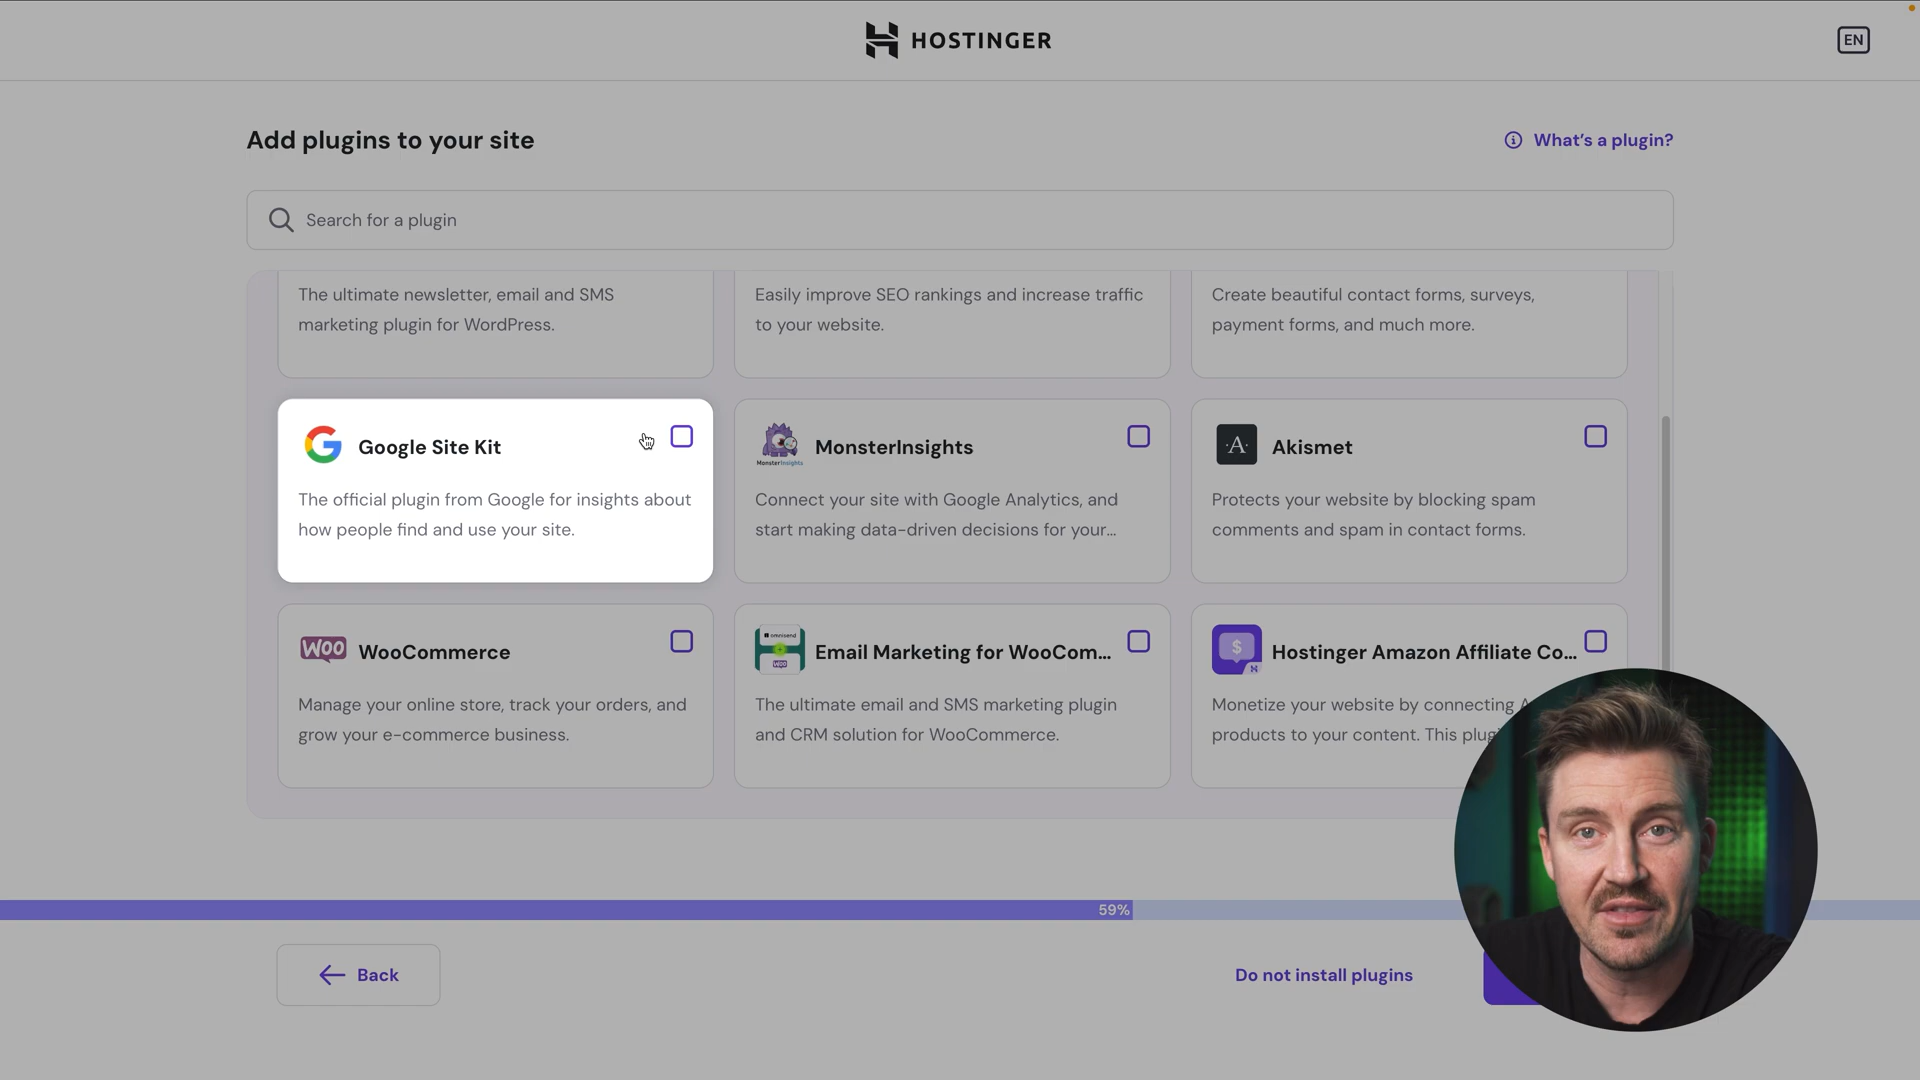 HOSTINGER
EN
Add plugins to your site
What's a plugin?
Search for a plugin
The ultimate newsletter, email and SMS
marketing plugin for WordPress.
Easily improve SEO rankings and increase traffic
to your website.
Create beautiful contact forms, surveys,
payment forms, and much more.
Google Site Kit
The official plugin from Google for insights about
how people find and use your site.
MonsterInsights
MonsterInsights
Connect your site with Google Analytics, and
start making data-driven decisions for your...
A
Akismet
Protects your website by blocking spam
comments and spam in contact forms.
WOO
WooCommerce
Manage your online store, track your orders, and
grow your e-commerce business.
omnisend
WOO
Email Marketing for WooCom...
The ultimate email and SMS marketing plugin
and CRM solution for WooCommerce.
$
Hostinger Amazon Affiliate Co...
Monetize your website by connecting
products to your content. This
59%
Back
Do not install plugins